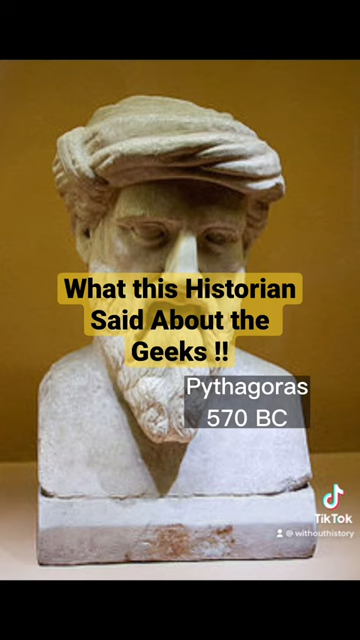 What this Historian
Said About the
Geeks !!
Pythagoras
570 BC
TikTok
@withouthistory